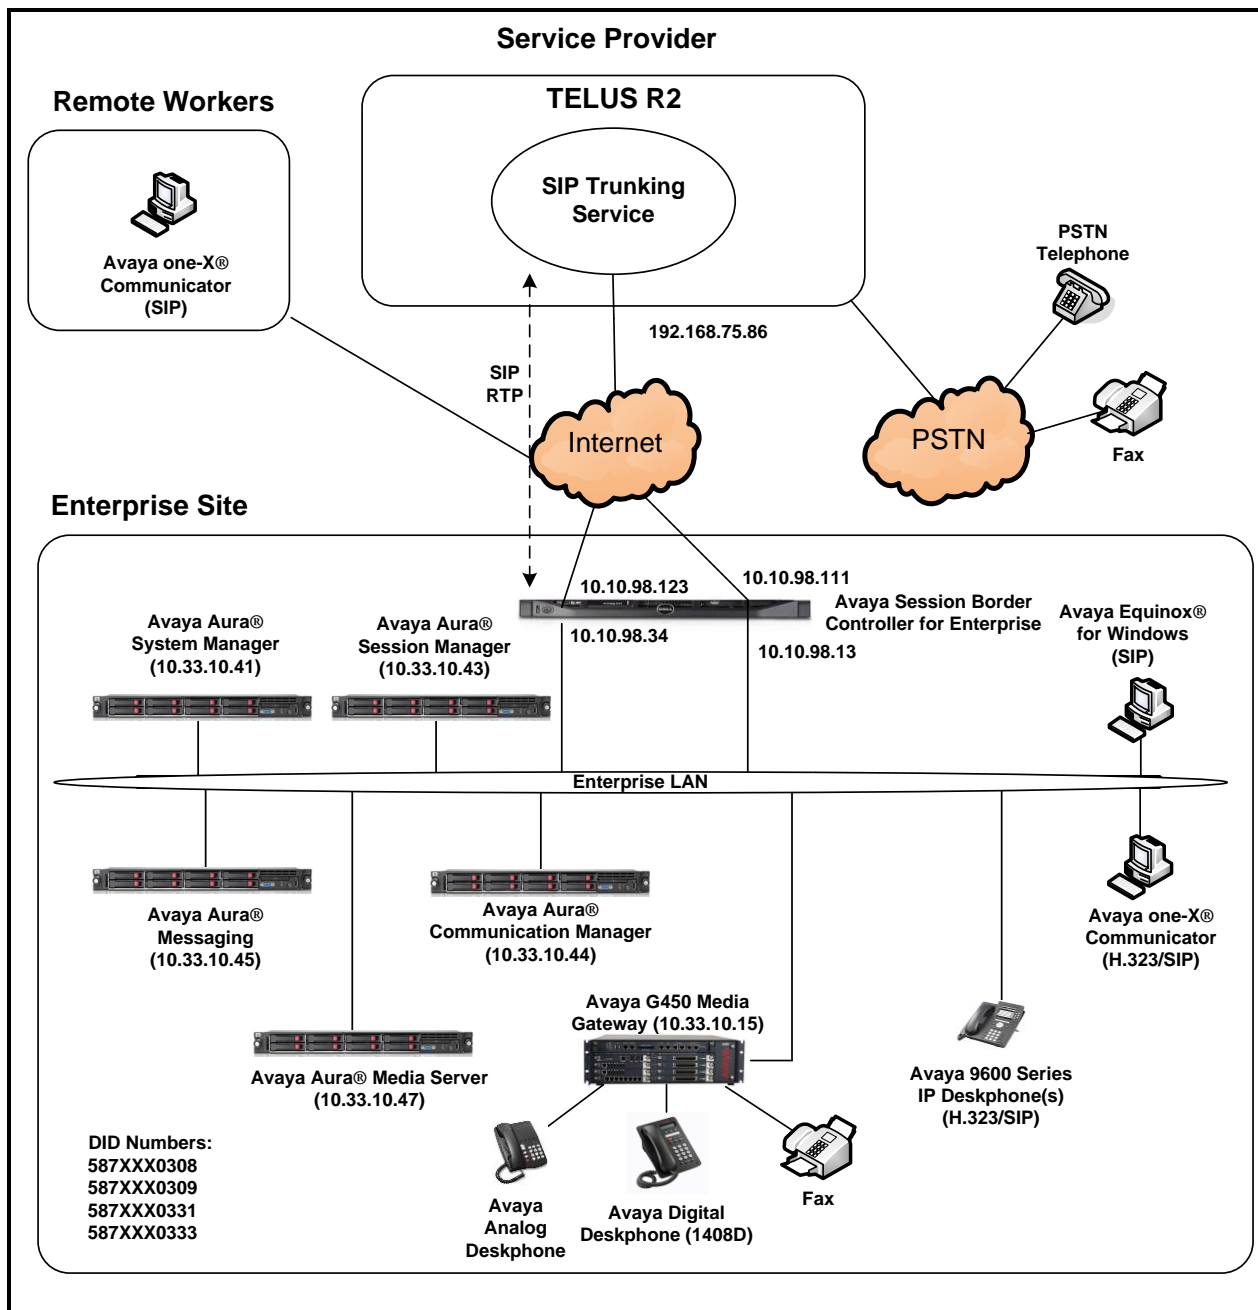 Service Provider
Remote Workers
TELUS R2
SIP Trunking
Service
Avaya one-X®
Communicator
(SIP)
PSTN
Telephone
192.168.75.86
SIP
RTP
Internet
PSTN
Fax
Enterprise Site
10.10.98.123
10.10.98.111
Avaya Session Border
Controller for Enterprise
10.10.98.34
10.10.98.13
Avaya Aura®
System Manager
(10.33.10.41)
Avaya Aura®
Session Manager
(10.33.10.43)
Avaya Equinox®
for Windows
(SIP)
Enterprise LAN
Avaya Aura®
Messaging
(10.33.10.45)
Avaya Aura®
Communication Manager
(10.33.10.44)
Avaya one-X®
Communicator
(H.323/SIP)
Avaya G450 Media
Gateway (10.33.10.15)
Avaya Aura® Media Server
(10.33.10.47)
Avaya 9600 Series
IP Deskphone(s)
(H.323/SIP)
DID Numbers:
587XXX0308
587XXX0309
587XXX0331
587XXX0333
Avaya
Analog
Deskphone
Avaya Digital
Deskphone (1408D)
Fax